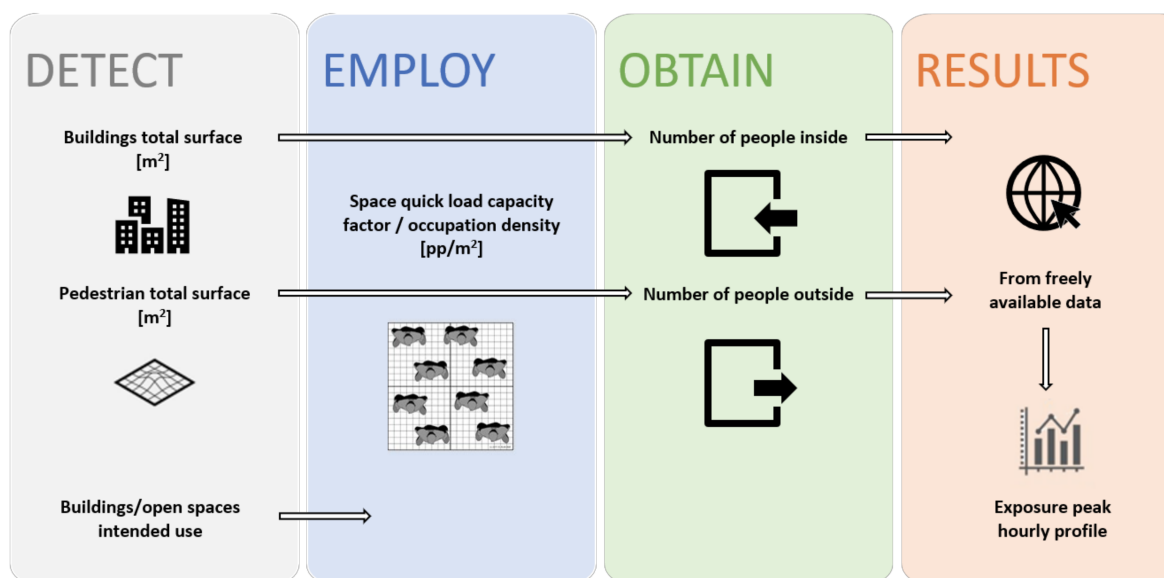 DETECT
Buildings total surface
[m²]
Pedestrian total surface
[m²]
Buildings/open spaces
intended use
EMPLOY
Space quick load capacity
factor / occupation density
[pp/m²]
OBTAIN
Number of people inside
Number of people outside
RESULTS
From freely
available data
Exposure peak
hourly profile